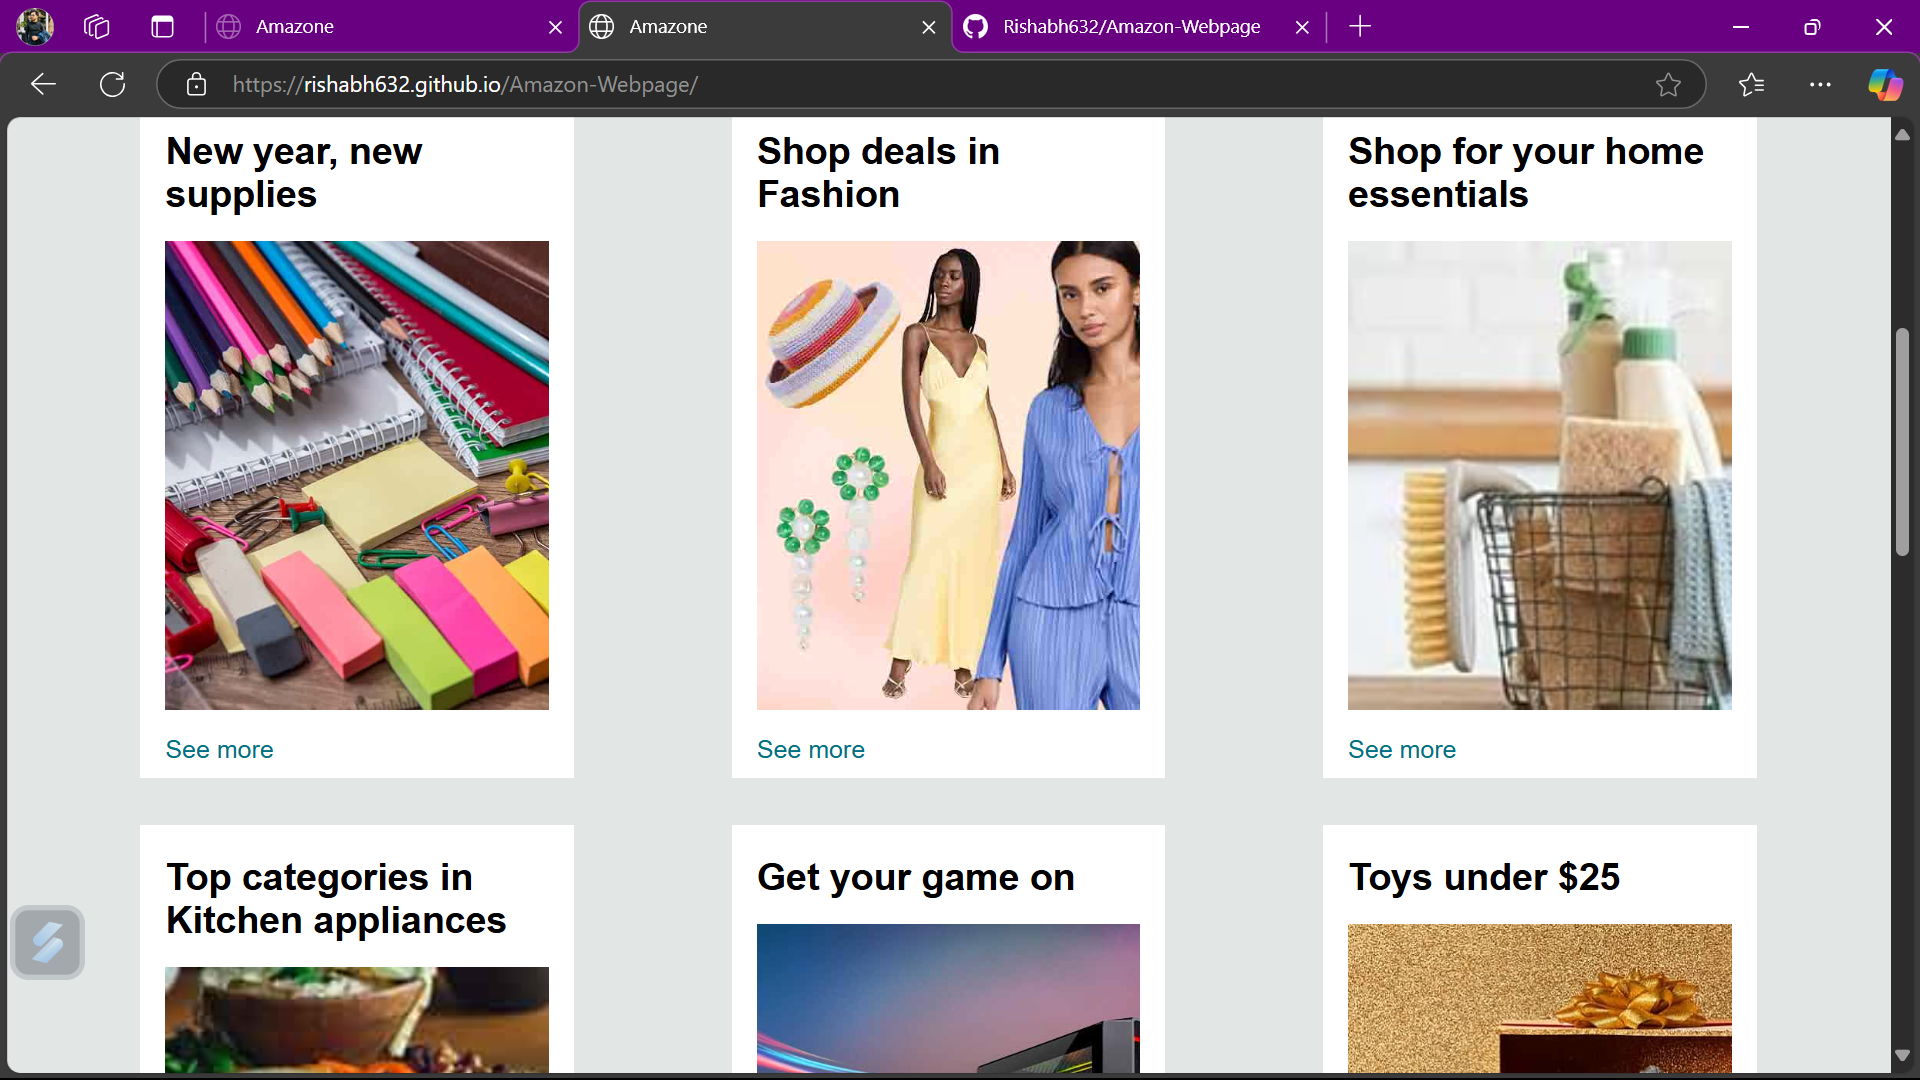 Amazone
Amazone
Rishabh632/Amazon-Webpage
https://rishabh632.github.io/Amazon-Webpage/
New year, new
supplies
Shop deals in
Fashion
Shop for your home
essentials
See more
See more
See more
Top categories in
Kitchen appliances
Get your game on
Toys under $25